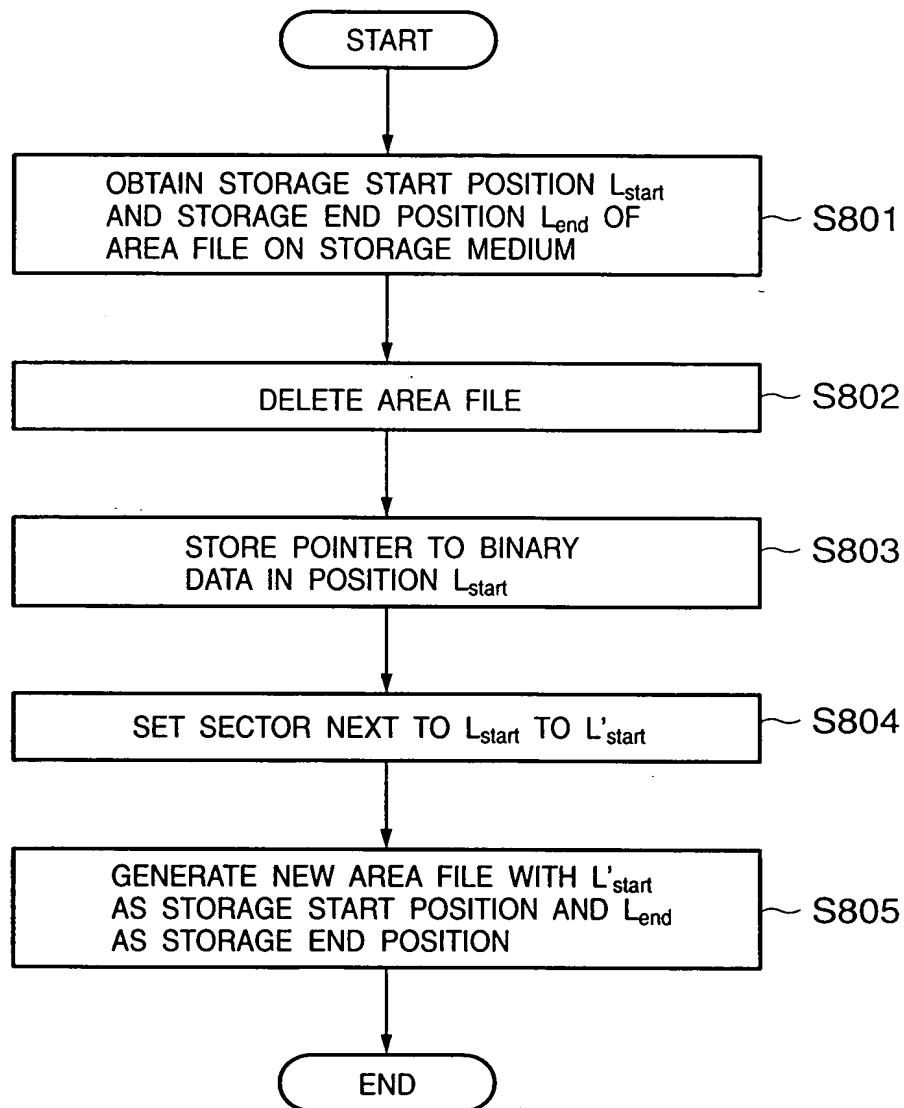 START
OBTAIN STORAGE START POSITION Lstart
AND STORAGE END POSITION Lend OF
AREA FILE ON STORAGE MEDIUM
S801
DELETE AREA FILE
S802
STORE POINTER TO BINARY
DATA IN POSITION Lstart
S803
SET SECTOR NEXT TO Lstart TO L'start
S804
GENERATE NEW AREA FILE WITH L'start
AS STORAGE START POSITION AND Lend
AS STORAGE END POSITION
S805
END